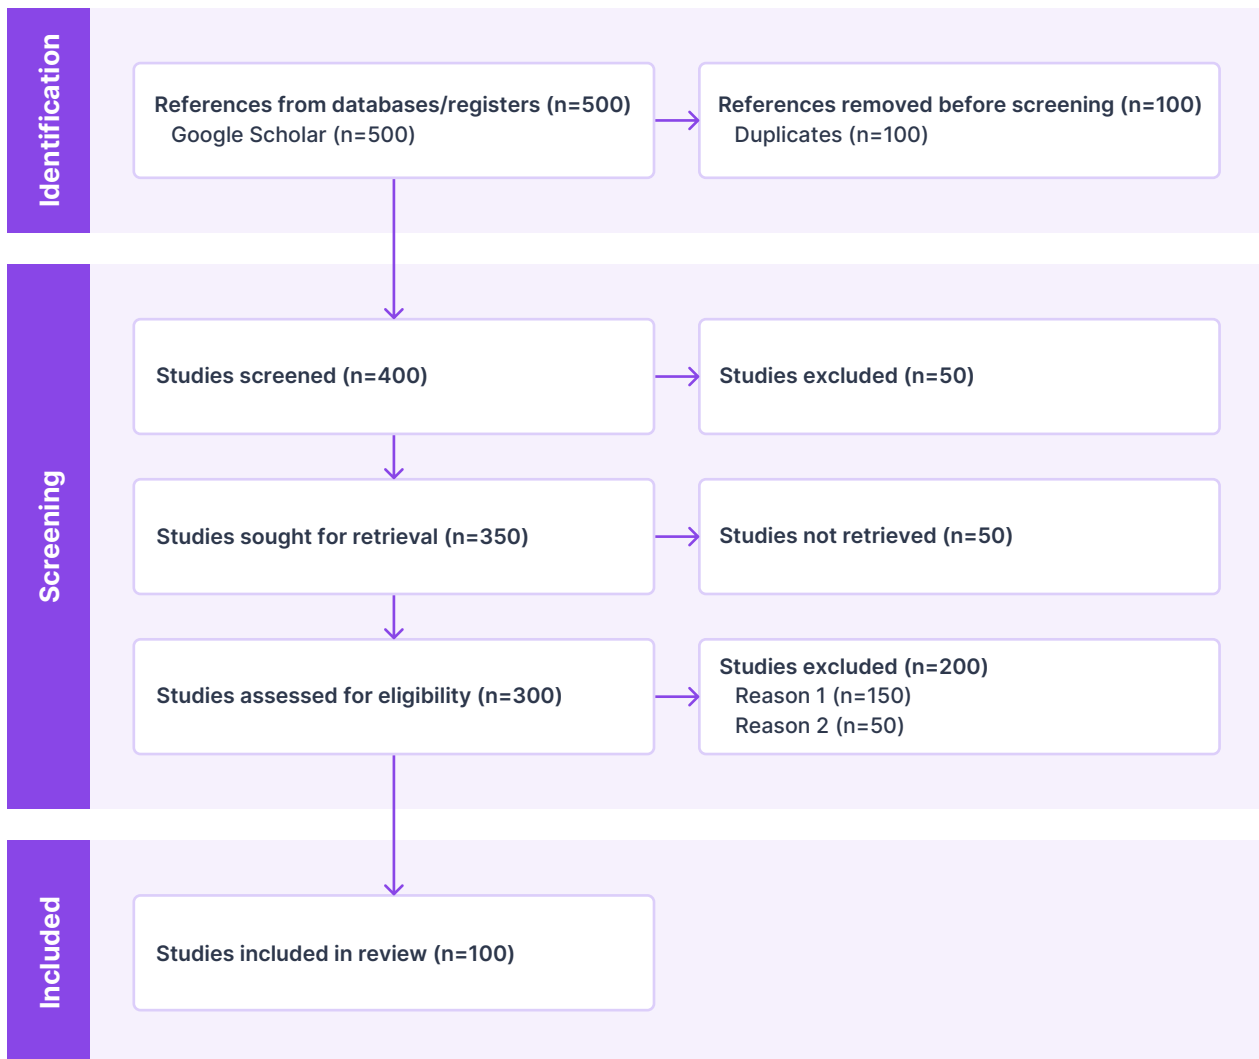 Identification
References from databases/registers (n=500)
Google Scholar (n=500)
References removed before screening (n=100)
Duplicates (n=100)
Screening
Studies screened (n=400)
Studies excluded (n=50)
Studies sought for retrieval (n=350)
Studies not retrieved (n=50)
Studies assessed for eligibility (n=300)
Studies excluded (n=200)
Reason 1 (n=150)
Reason 2 (n=50)
Included
Studies included in review (n=100)